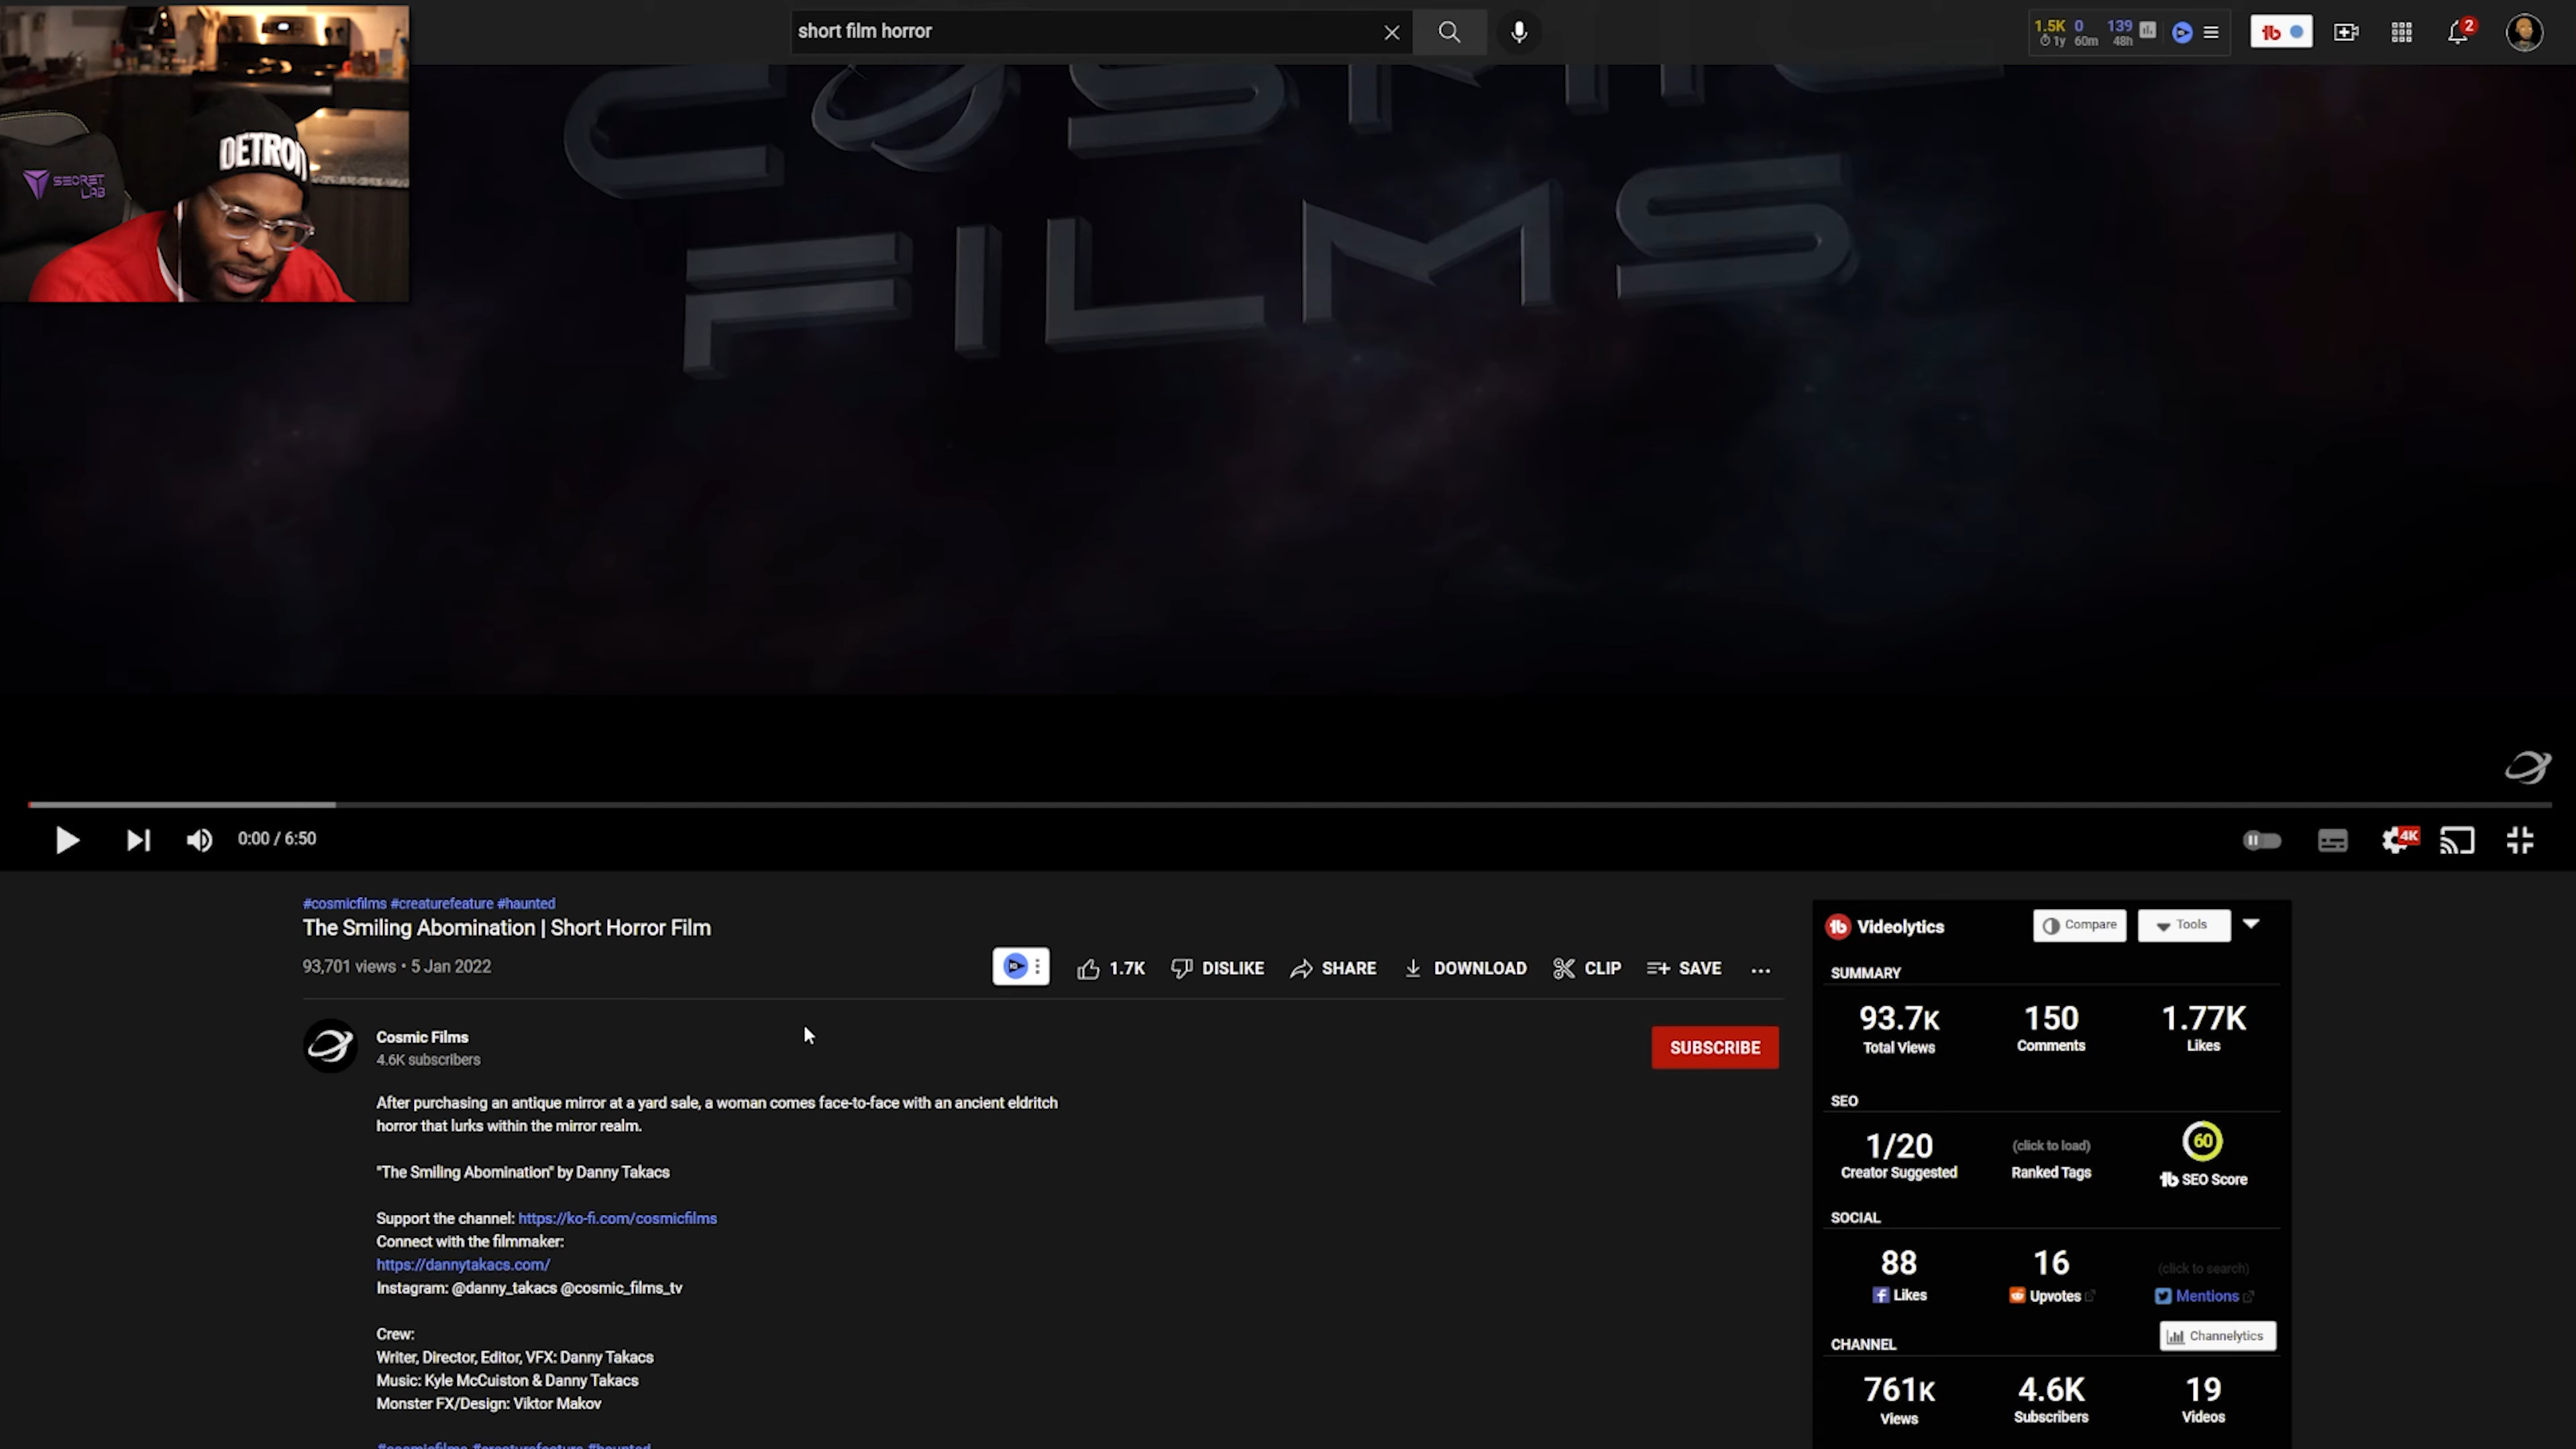 short film horror
1.5K 0 139
1y 60m 48h
2
DETROIT
SECRET
LAB
COSMIC
FILMS
0:00 / 6:50
4K
#cosmicfilms #creaturefeature #haunted
The Smiling Abomination | Short Horror Film
93,701 views • 5 Jan 2022
1.7K DISLIKE SHARE DOWNLOAD CLIP SAVE ...
Cosmic Films
4.6K subscribers
SUBSCRIBE
After purchasing an antique mirror at a yard sale, a woman comes face-to-face with an ancient eldritch
horror that lurks within the mirror realm.
"The Smiling Abomination" by Danny Takacs
Support the channel: https://ko-fi.com/cosmicfilms
Connect with the filmmaker:
https://dannytakacs.com/
Instagram: @danny_takacs @cosmic_films_tv
Crew:
Writer, Director, Editor, VFX: Danny Takacs
Music: Kyle McCuiston & Danny Takacs
Monster FX/Design: Viktor Makov
#cosmicfilms #creaturefeature #haunted
Videolytics Compare Tools
SUMMARY
93.7K 150 1.77K
Total Views Comments Likes
SEO
1/20 (click to load) 60
Creator Suggested Ranked Tags SEO Score
SOCIAL
88 16 (click to search)
Likes Upvotes Mentions
Channelytics
CHANNEL
761K 4.6K 19
Views Subscribers Videos